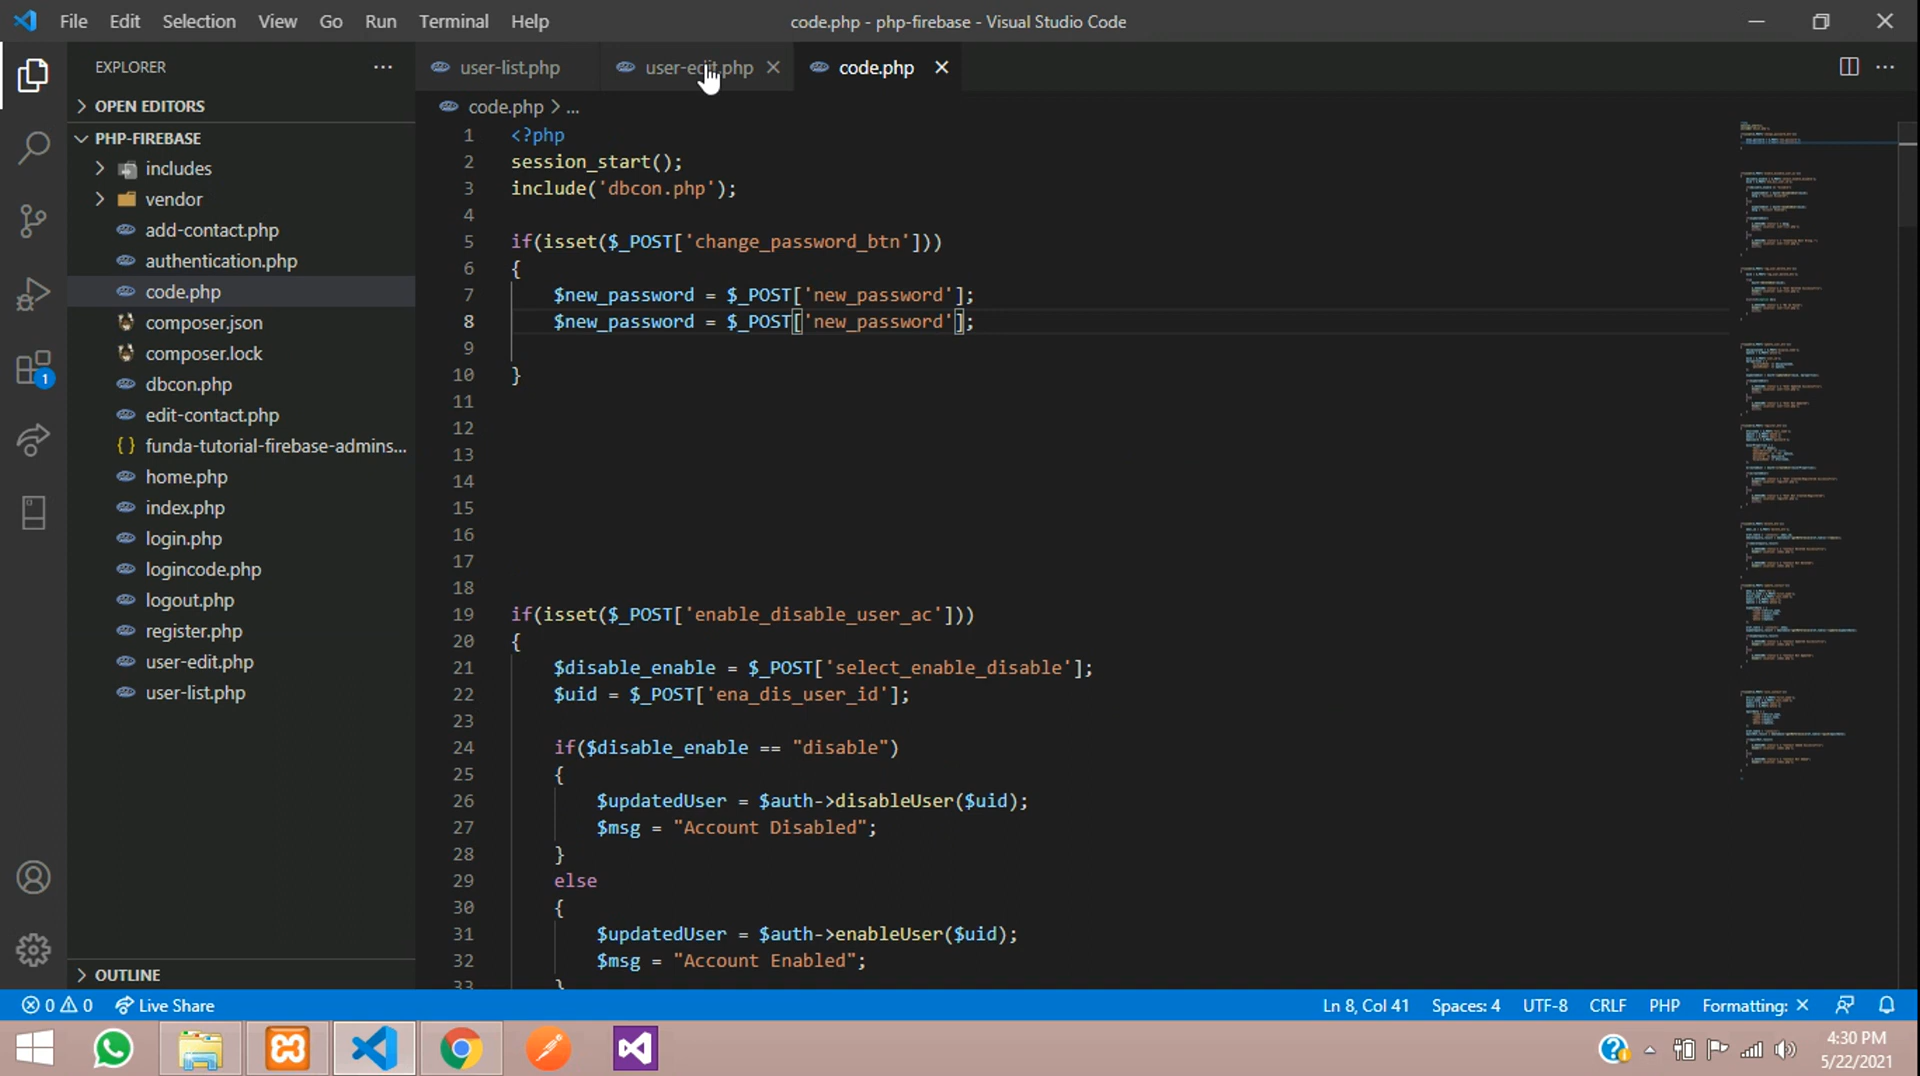 File Edit Selection View Go Run Terminal Help
code.php - php-firebase - Visual Studio Code
EXPLORER
OPEN EDITORS
PHP-FIREBASE
includes
vendor
add-contact.php
authentication.php
code.php
composer.json
composer.lock
dbcon.php
edit-contact.php
{ } funda-tutorial-firebase-admins...
home.php
index.php
login.php
logincode.php
logout.php
register.php
user-edit.php
user-list.php
OUTLINE
1
user-list.php user-edit.php code.php
code.php > ...
1 <?php
2 session_start();
3 include('dbcon.php');
4
5 if(isset($_POST['change_password_btn']))
6 {
7 $new_password = $_POST['new_password'];
8 $new_password = $_POST['new_password'];
9
10 }
11
12
13
14
15
16
17
18
19 if(isset($_POST['enable_disable_user_ac']))
20 {
21 $disable_enable = $_POST['select_enable_disable'];
22 $uid = $_POST['ena_dis_user_id'];
23
24 if($disable_enable == "disable")
25 {
26 $updatedUser = $auth->disableUser($uid);
27 $msg = "Account Disabled";
28 }
29 else
30 {
31 $updatedUser = $auth->enableUser($uid);
32 $msg = "Account Enabled";
33 }
0 0 Live Share
Ln 8, Col 41 Spaces: 4 UTF-8 CRLF PHP Formatting: ×
4:30 PM
5/22/2021